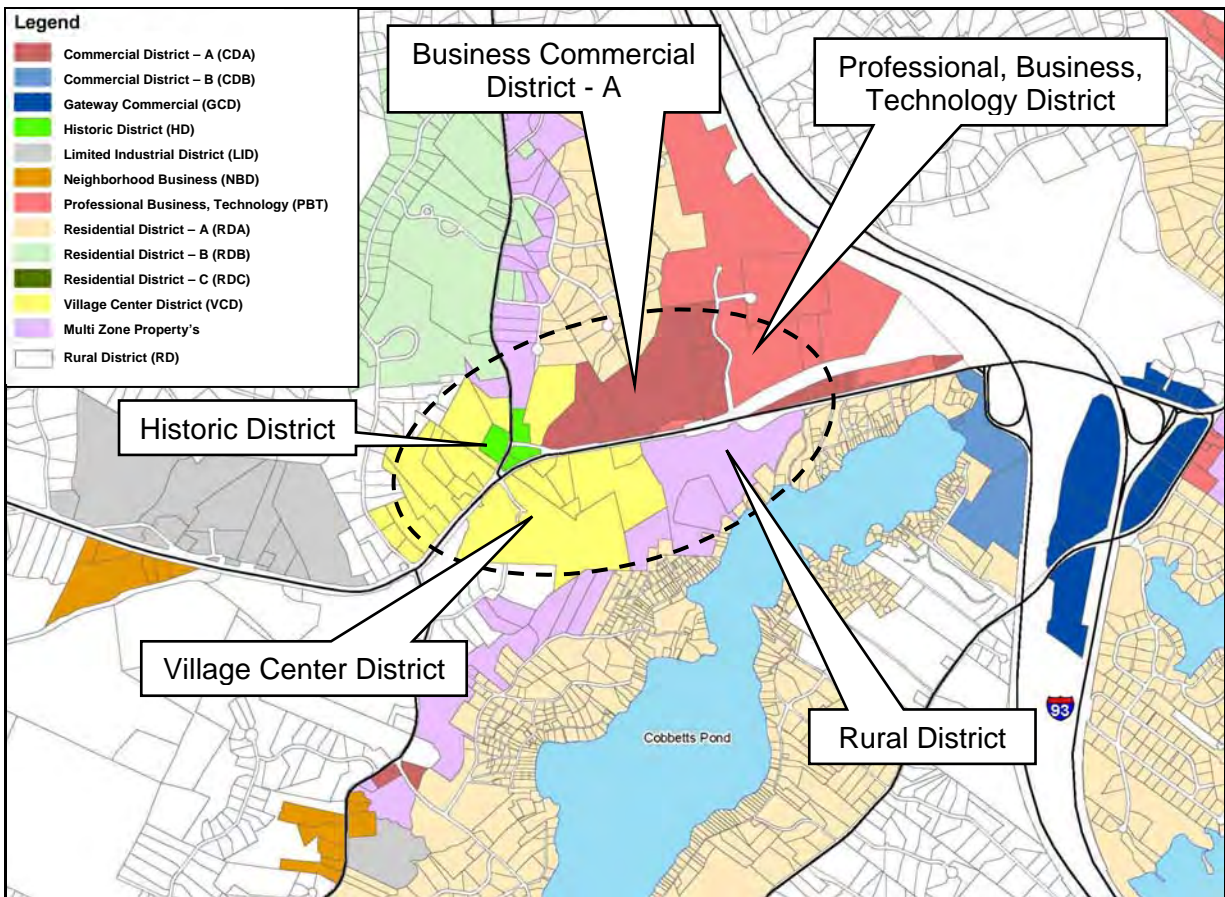 Legend
Commercial District – A (CDA)
Commercial District – B (CDB)
Gateway Commercial (GCD)
Historic District (HD)
Limited Industrial District (LID)
Neighborhood Business (NBD)
Professional Business, Technology (PBT)
Residential District – A (RDA)
Residential District – B (RDB)
Residential District – C (RDC)
Village Center District (VCD)
Multi Zone Property's
Rural District (RD)
Business Commercial
District - A
Professional, Business,
Technology District
Historic District
Village Center District
Rural District
93
Cobbetts Pond